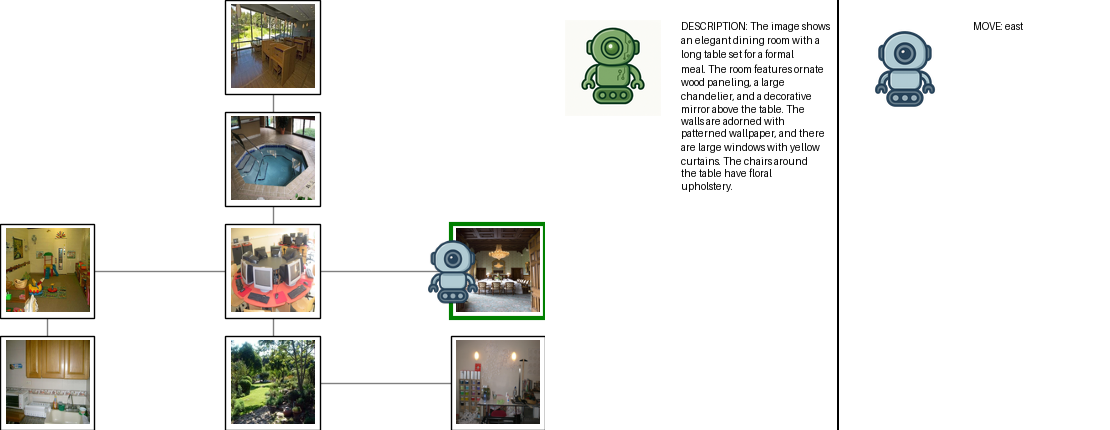 DESCRIPTION: The image shows
an elegant dining room with a
long table set for a formal
meal. The room features ornate
wood paneling, a large
chandelier, and a decorative
mirror above the table. The
walls are adorned with
patterned wallpaper, and there
are large windows with yellow
curtains. The chairs around
the table have floral
upholstery.
MOVE: east